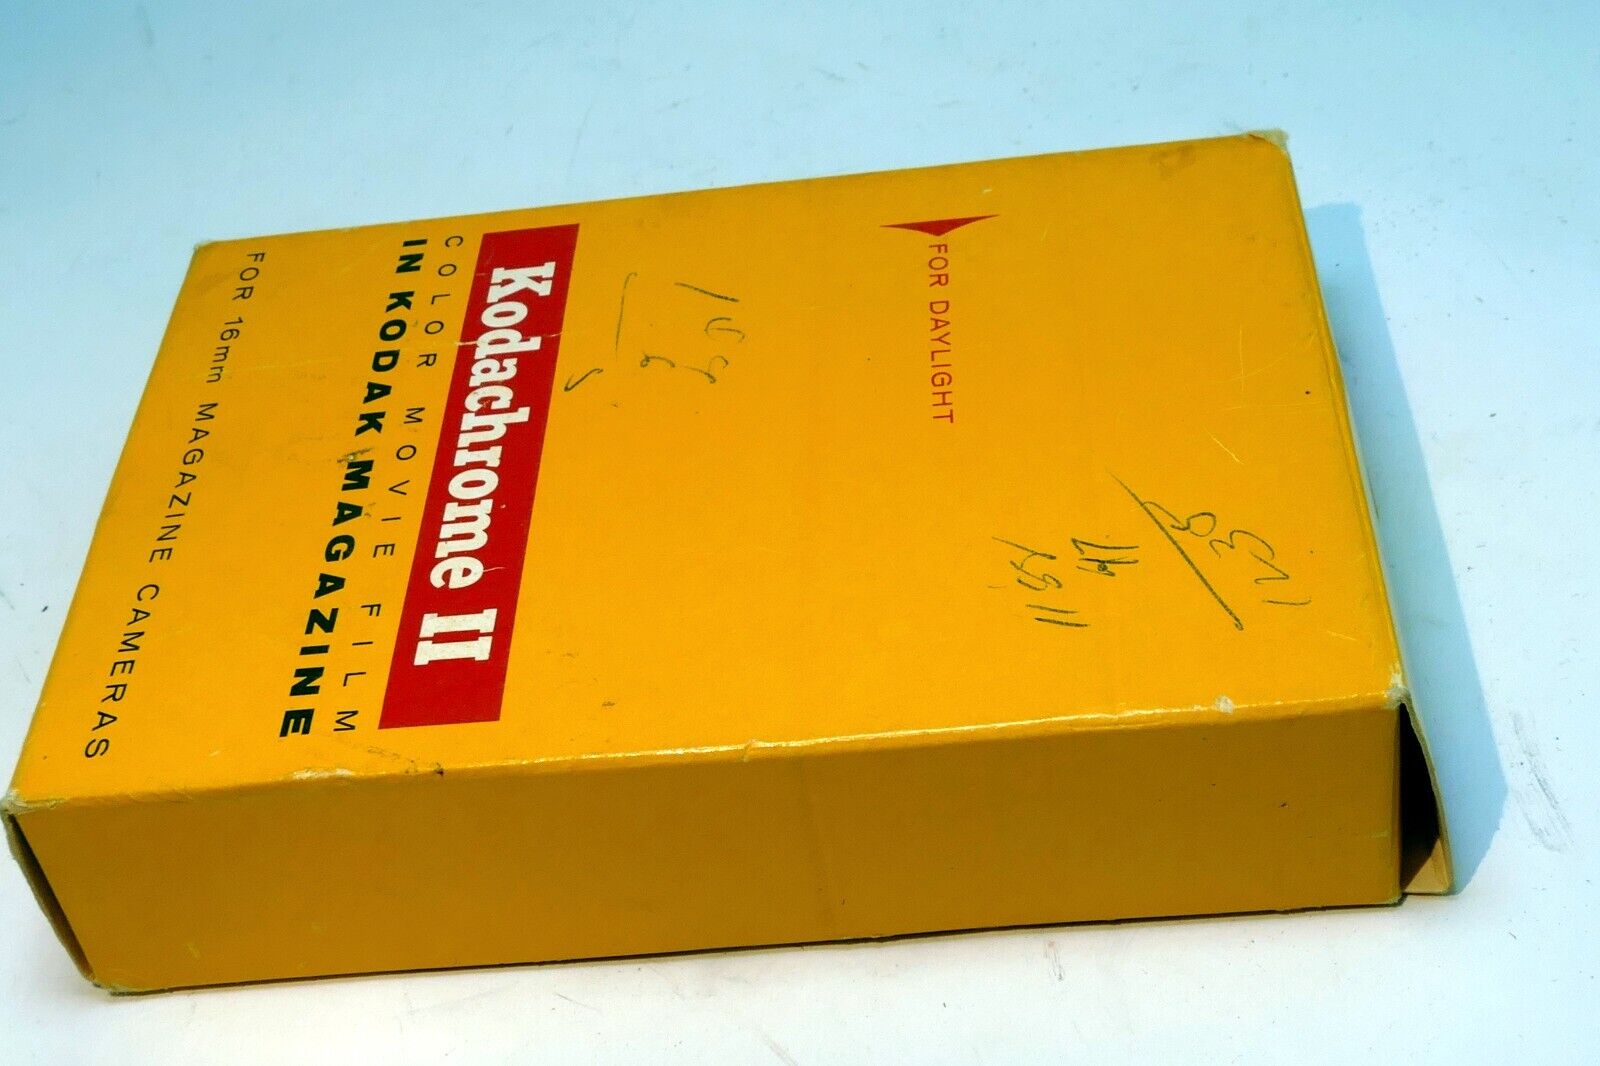 FOR DAYLIGHT
Kodachrome II
COLOR MOVIE FILM
IN KODAK MAGAZINE
FOR 16mm MAGAZINE CAMERAS